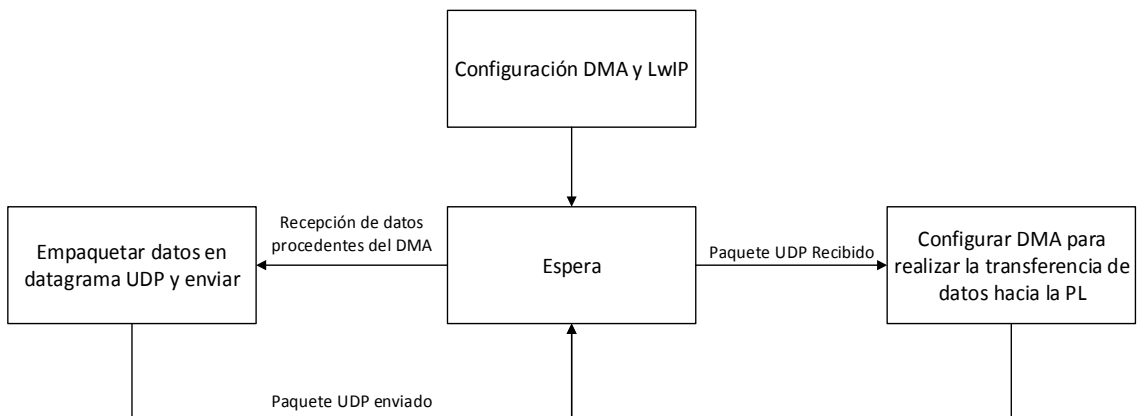 Configuración DMA y LwIP
Recepción de datos
procedentes del DMA
Empaquetar datos en
datagrama UDP y enviar
Espera
Paquete UDP Recibido
Configurar DMA para
realizar la transferencia de
datos hacia la PL
Paquete UDP enviado